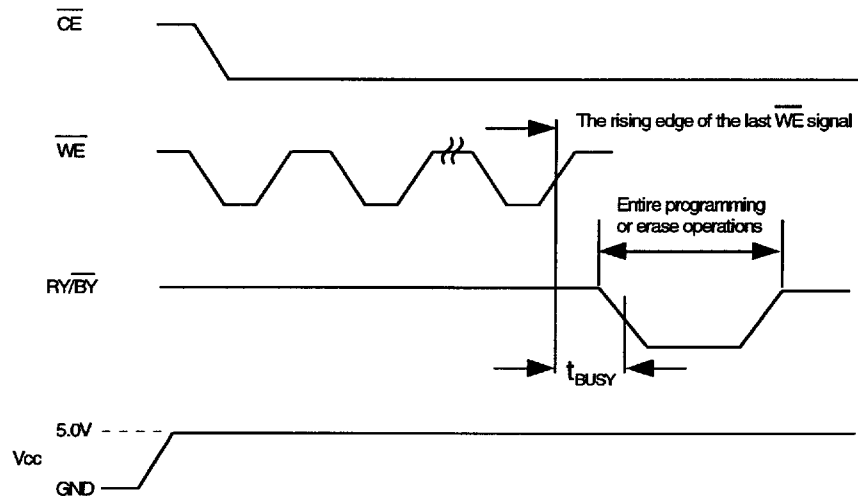 CE
The rising edge of the last WE signal
WE
Entire programming
or erase operations
RY/BY
tBUSY
5.0V
Vcc
GND